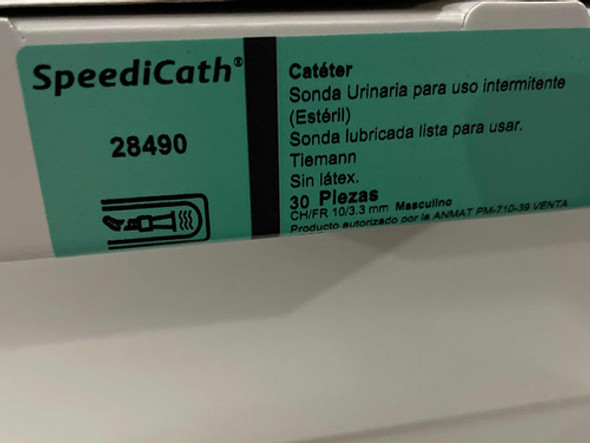 SpeediCath®
28490
Catéter
Sonda Urinaria para uso intermitente
(Estéril)
Sonda lubricada lista para usar.
Tiemann
Sin látex.
30 Piezas
CH/FR 10/3.3 mm Masculino
Producto autorizado por la ANMAT PM-710-39 VENTA